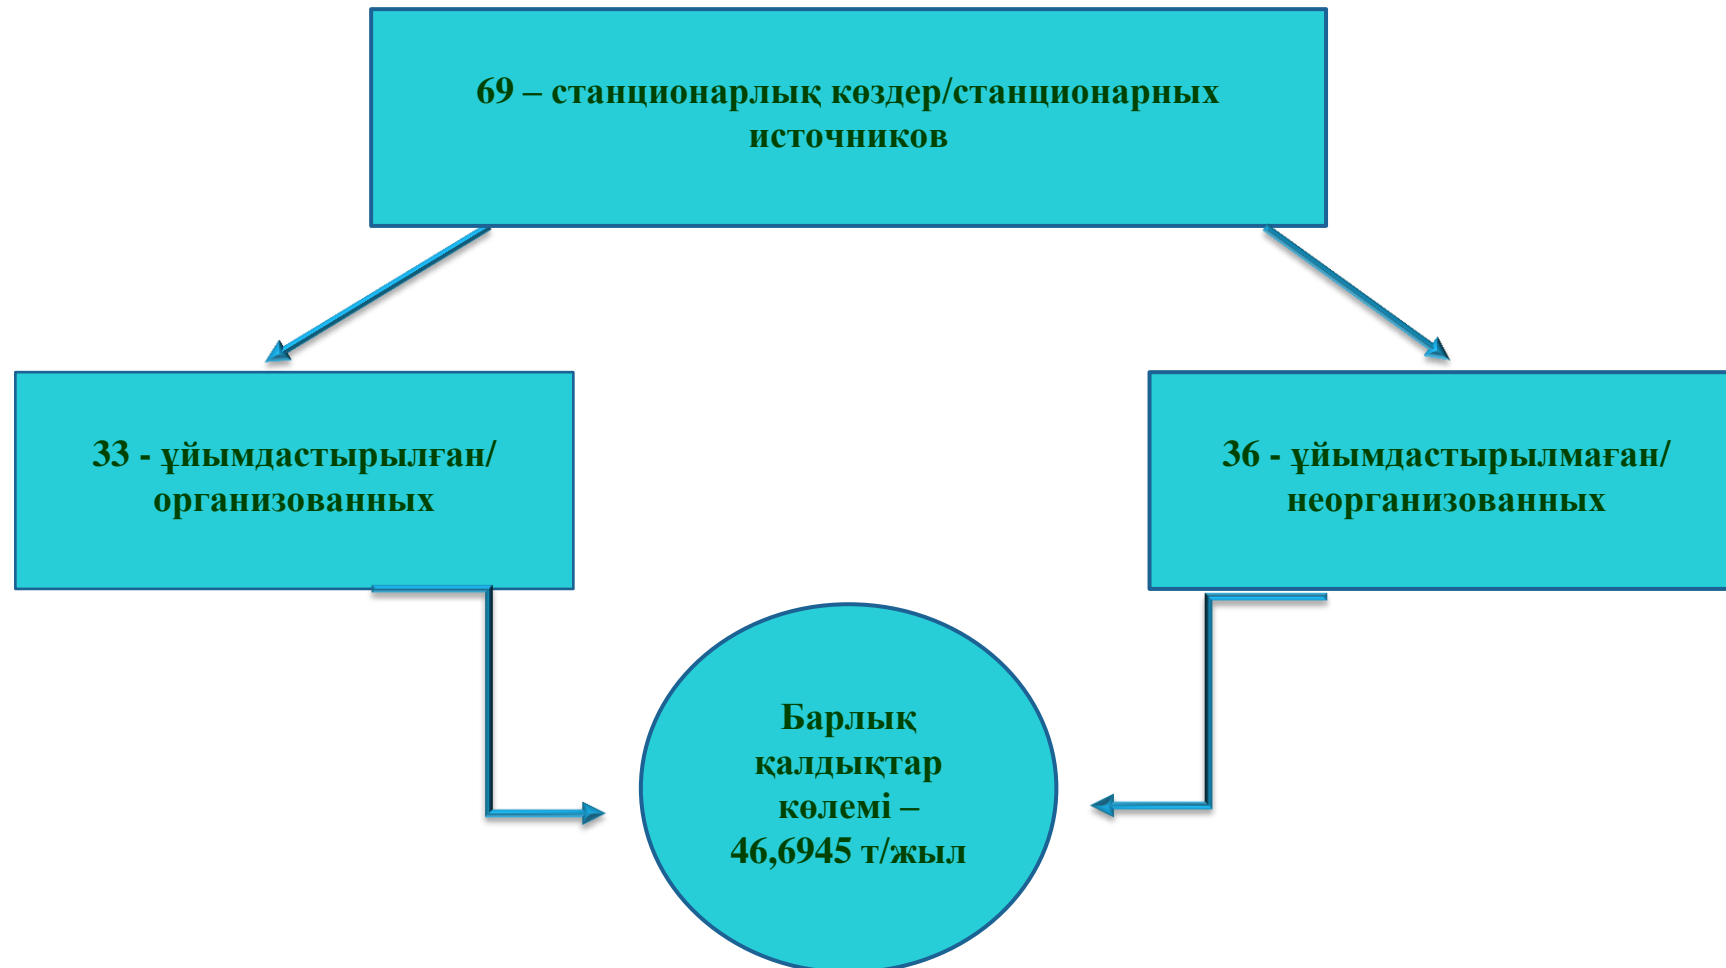 69 – станционарлық көздер/станционарных
источников
33 - ұйымдастырылған/
организованных
36 - ұйымдастырылмаған/
неорганизованных
Барлық
қалдықтар
көлемі –
46,6945 т/жыл